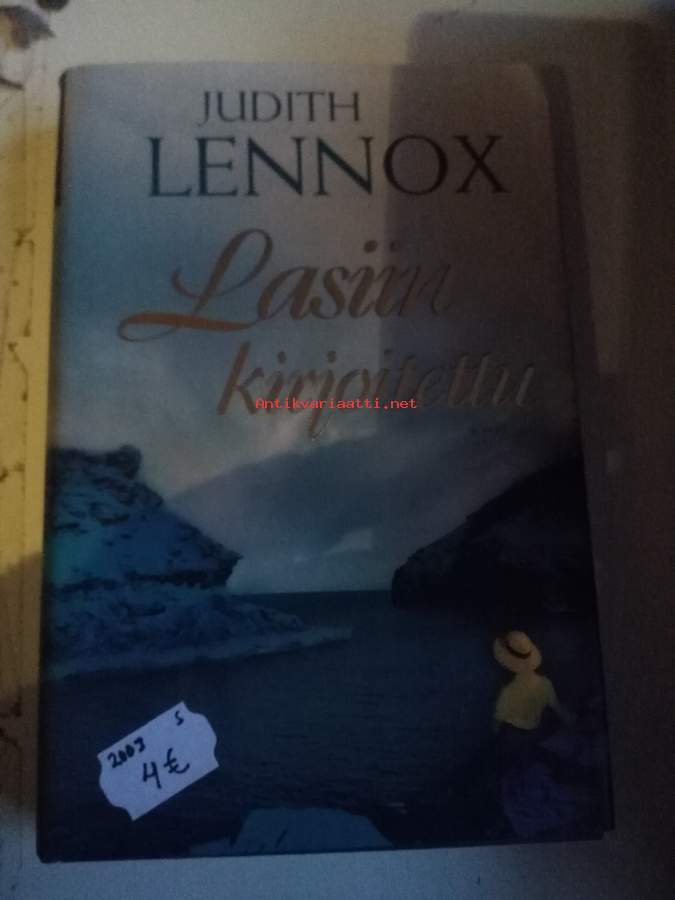 JUDITH
LENNOX
Lasiin
kirjoitettu
Antikvariaatti.net
2003 S
4€